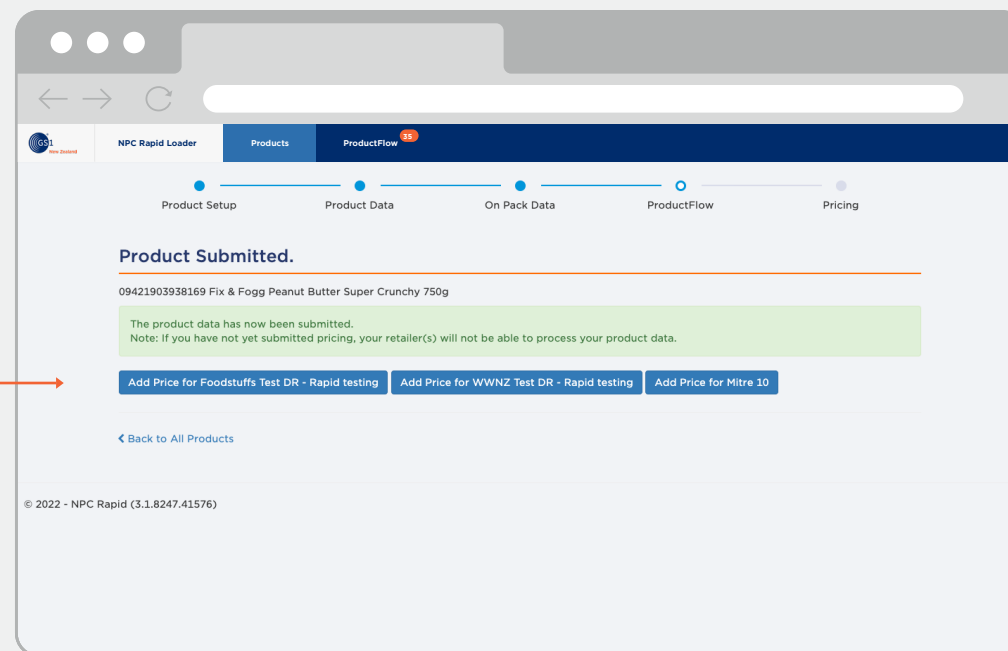 GS1
New Zealand
NPC Rapid Loader
Products
ProductFlow
35
Product Setup
Product Data
On Pack Data
ProductFlow
Pricing
Product Submitted.
09421903938169 Fix & Fogg Peanut Butter Super Crunchy 750g
The product data has now been submitted.
Note: If you have not yet submitted pricing, your retailer(s) will not be able to process your product data.
Add Price for Foodstuffs Test DR - Rapid testing
Add Price for WWNZ Test DR - Rapid testing
Add Price for Mitre 10
Back to All Products
© 2022 - NPC Rapid (3.1.8247.41576)